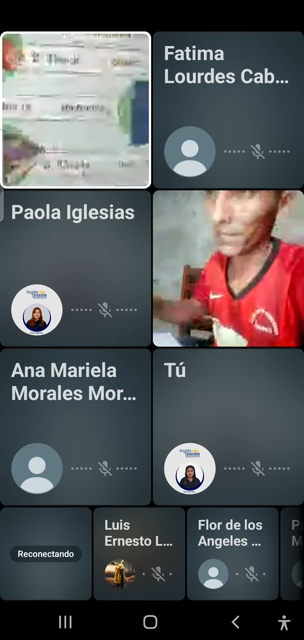 Fatima
Lourdes Cab...
Paola Iglesias
Ana Mariela
Morales Mor...
Tú
Reconectando
Luis
Ernesto L...
Flor de los
Angeles ...